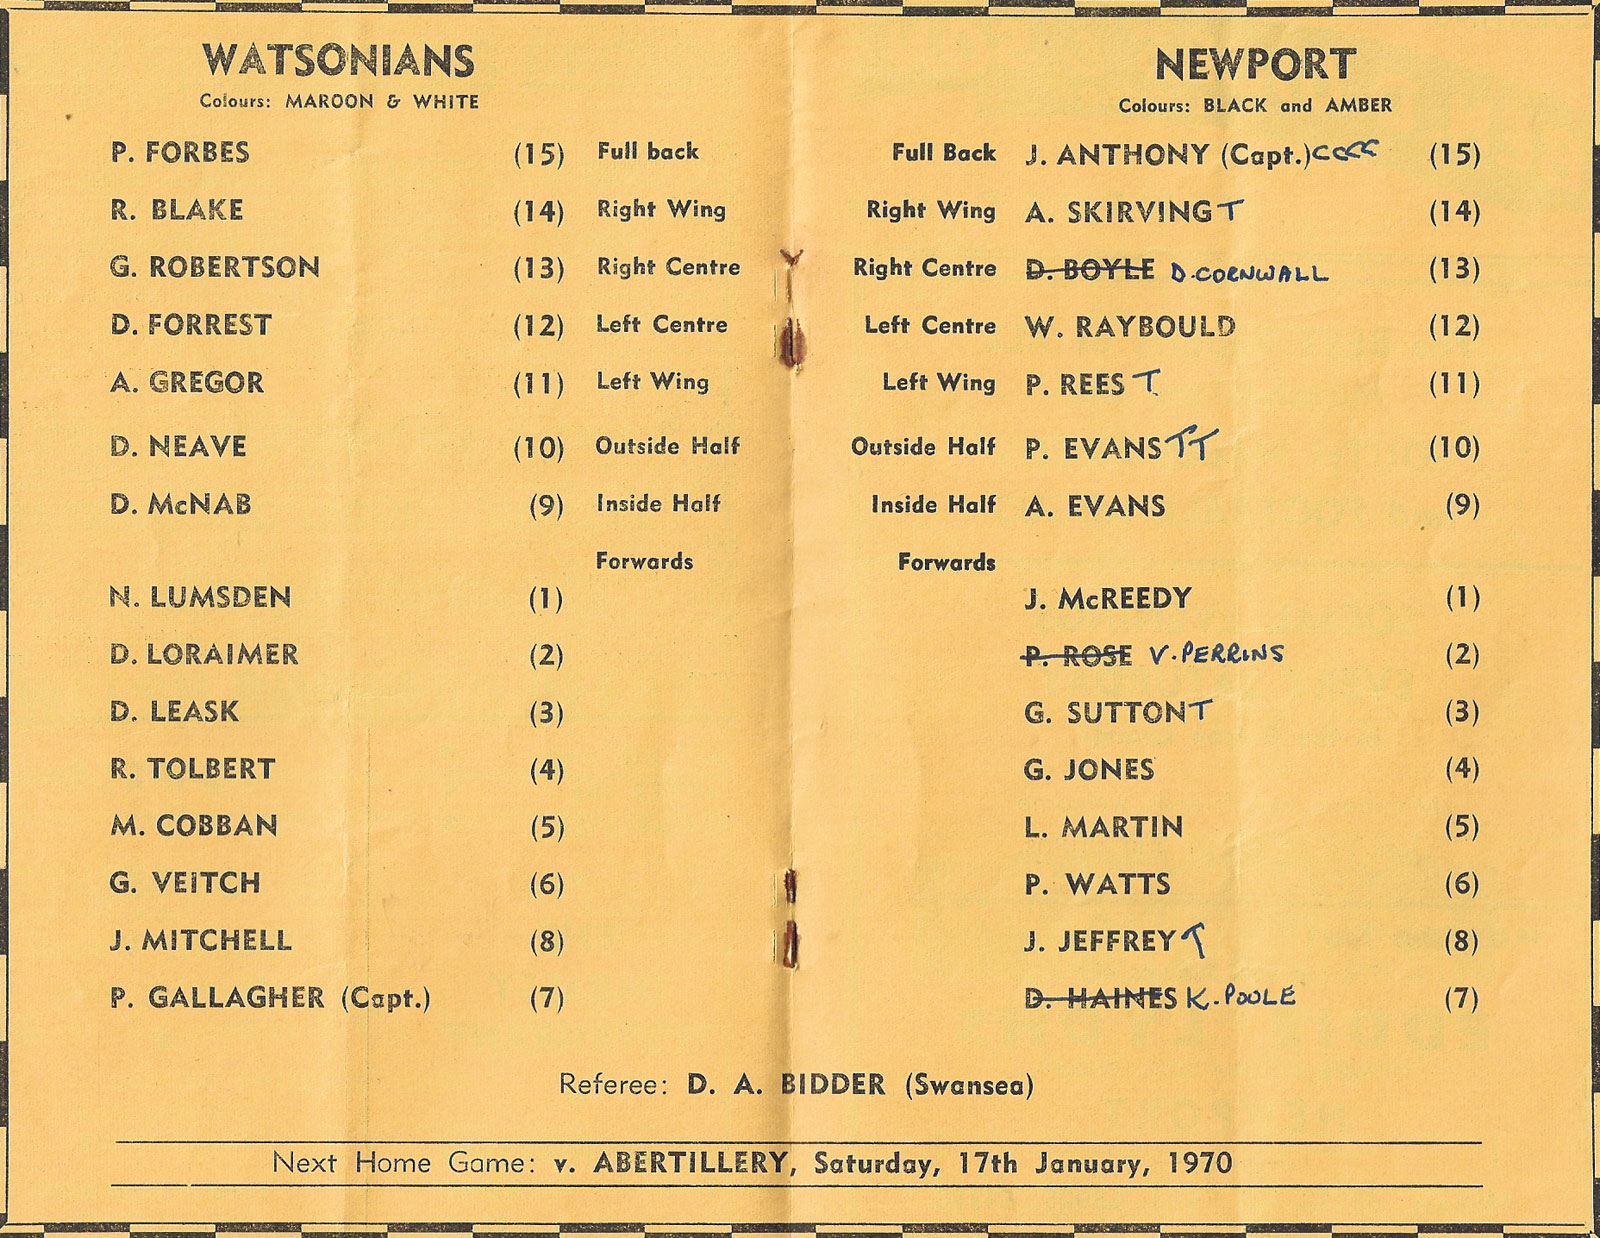 WATSONIANS
Colours: MAROON & WHITE
P. FORBES (15) Full back
R. BLAKE (14) Right Wing
G. ROBERTSON (13) Right Centre
D. FORREST (12) Left Centre
A. GREGOR (11) Left Wing
D. NEAVE (10) Outside Half
D. McNAB (9) Inside Half
Forwards
N. LUMSDEN (1)
D. LORAIMER (2)
D. LEASK (3)
R. TOLBERT (4)
M. COBBAN (5)
G. VEITCH (6)
J. MITCHELL (8)
P. GALLAGHER (Capt.) (7)
NEWPORT
Colours: BLACK and AMBER
Full Back J. ANTHONY (Capt.) CCCC (15)
Right Wing A. SKIRVING T (14)
Right Centre D. BOYLE D. CORNWALL (13)
Left Centre W. RAYBOULD (12)
Left Wing P. REES T (11)
Outside Half P. EVANS TT (10)
Inside Half A. EVANS (9)
Forwards
J. McREEDY (1)
P. ROSE V. PERRINS (2)
G. SUTTON T (3)
G. JONES (4)
L. MARTIN (5)
P. WATTS (6)
J. JEFFREY T (8)
D. HAINES K. POOLE (7)
Referee: D. A. BIDDER (Swansea)
Next Home Game: v. ABERTILLERY, Saturday, 17th January, 1970